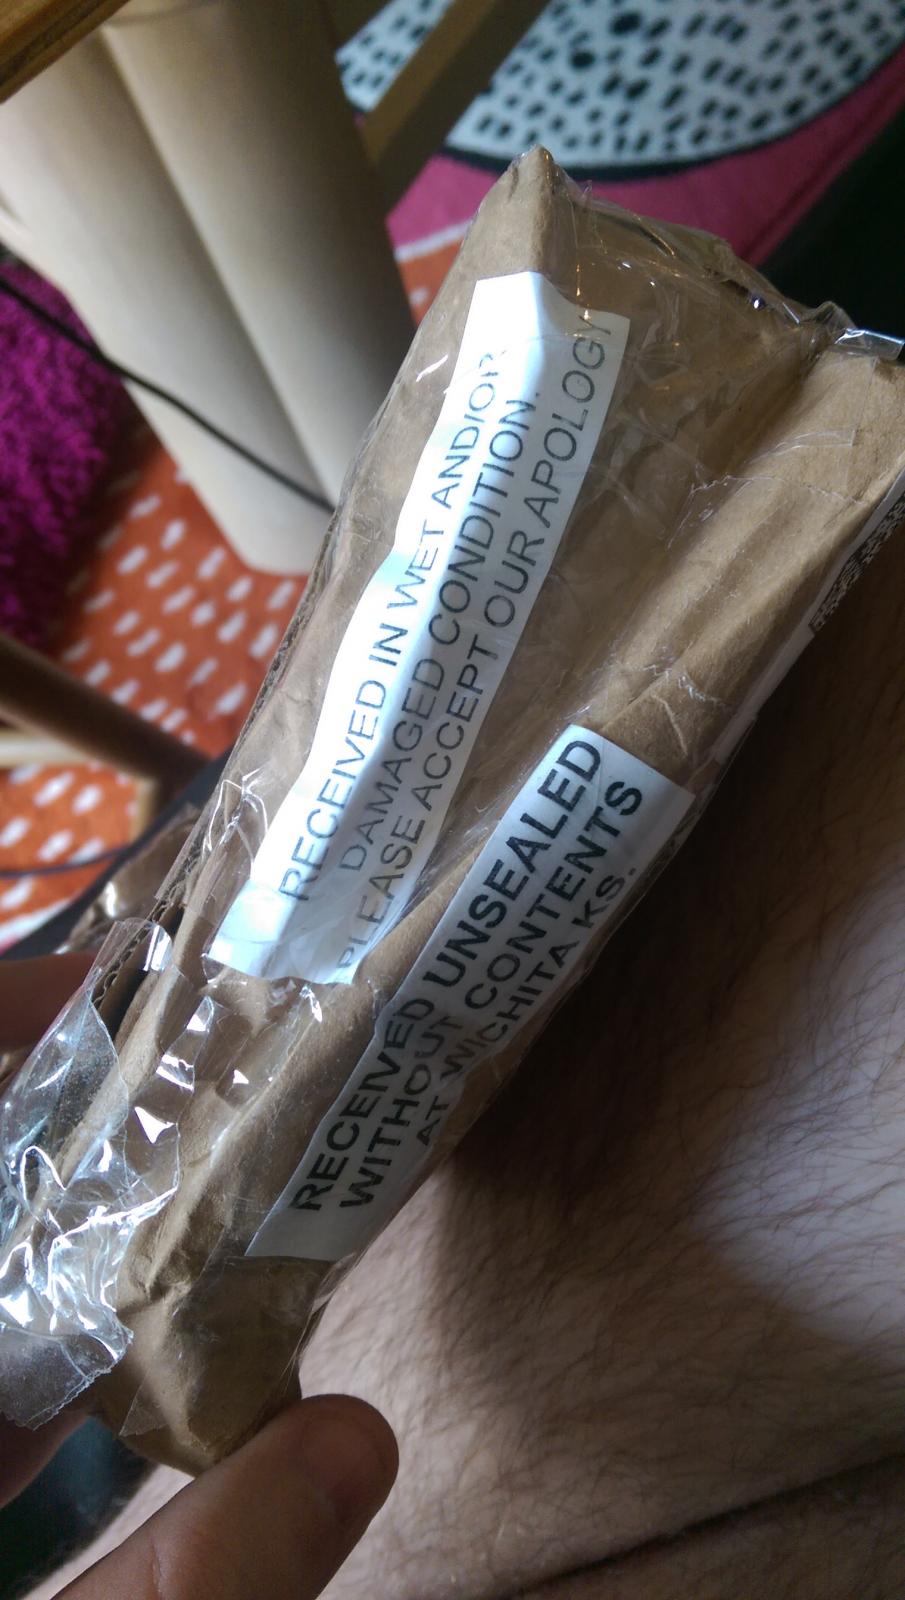 RECEIVED IN WET AND/OR
DAMAGED CONDITION.
PLEASE ACCEPT OUR APOLOGY
RECEIVED UNSEALED
WITHOUT CONTENTS
AT WICHITA KS.